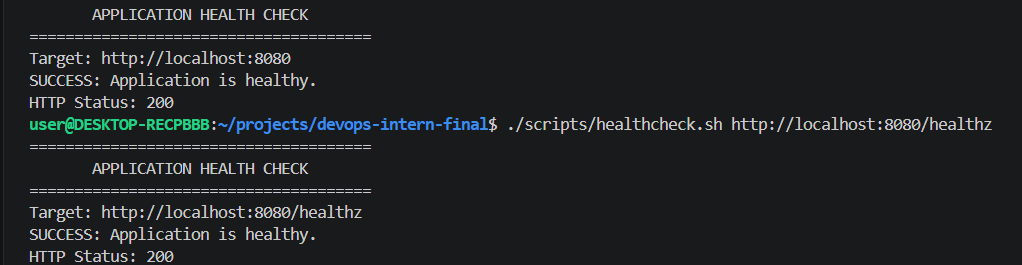 APPLICATION HEALTH CHECK
======================================
Target: http://localhost:8080
SUCCESS: Application is healthy.
HTTP Status: 200
user@DESKTOP-RECPBBB:~/projects/devops-intern-final$ ./scripts/healthcheck.sh http://localhost:8080/healthz
======================================
APPLICATION HEALTH CHECK
======================================
Target: http://localhost:8080/healthz
SUCCESS: Application is healthy.
HTTP Status: 200